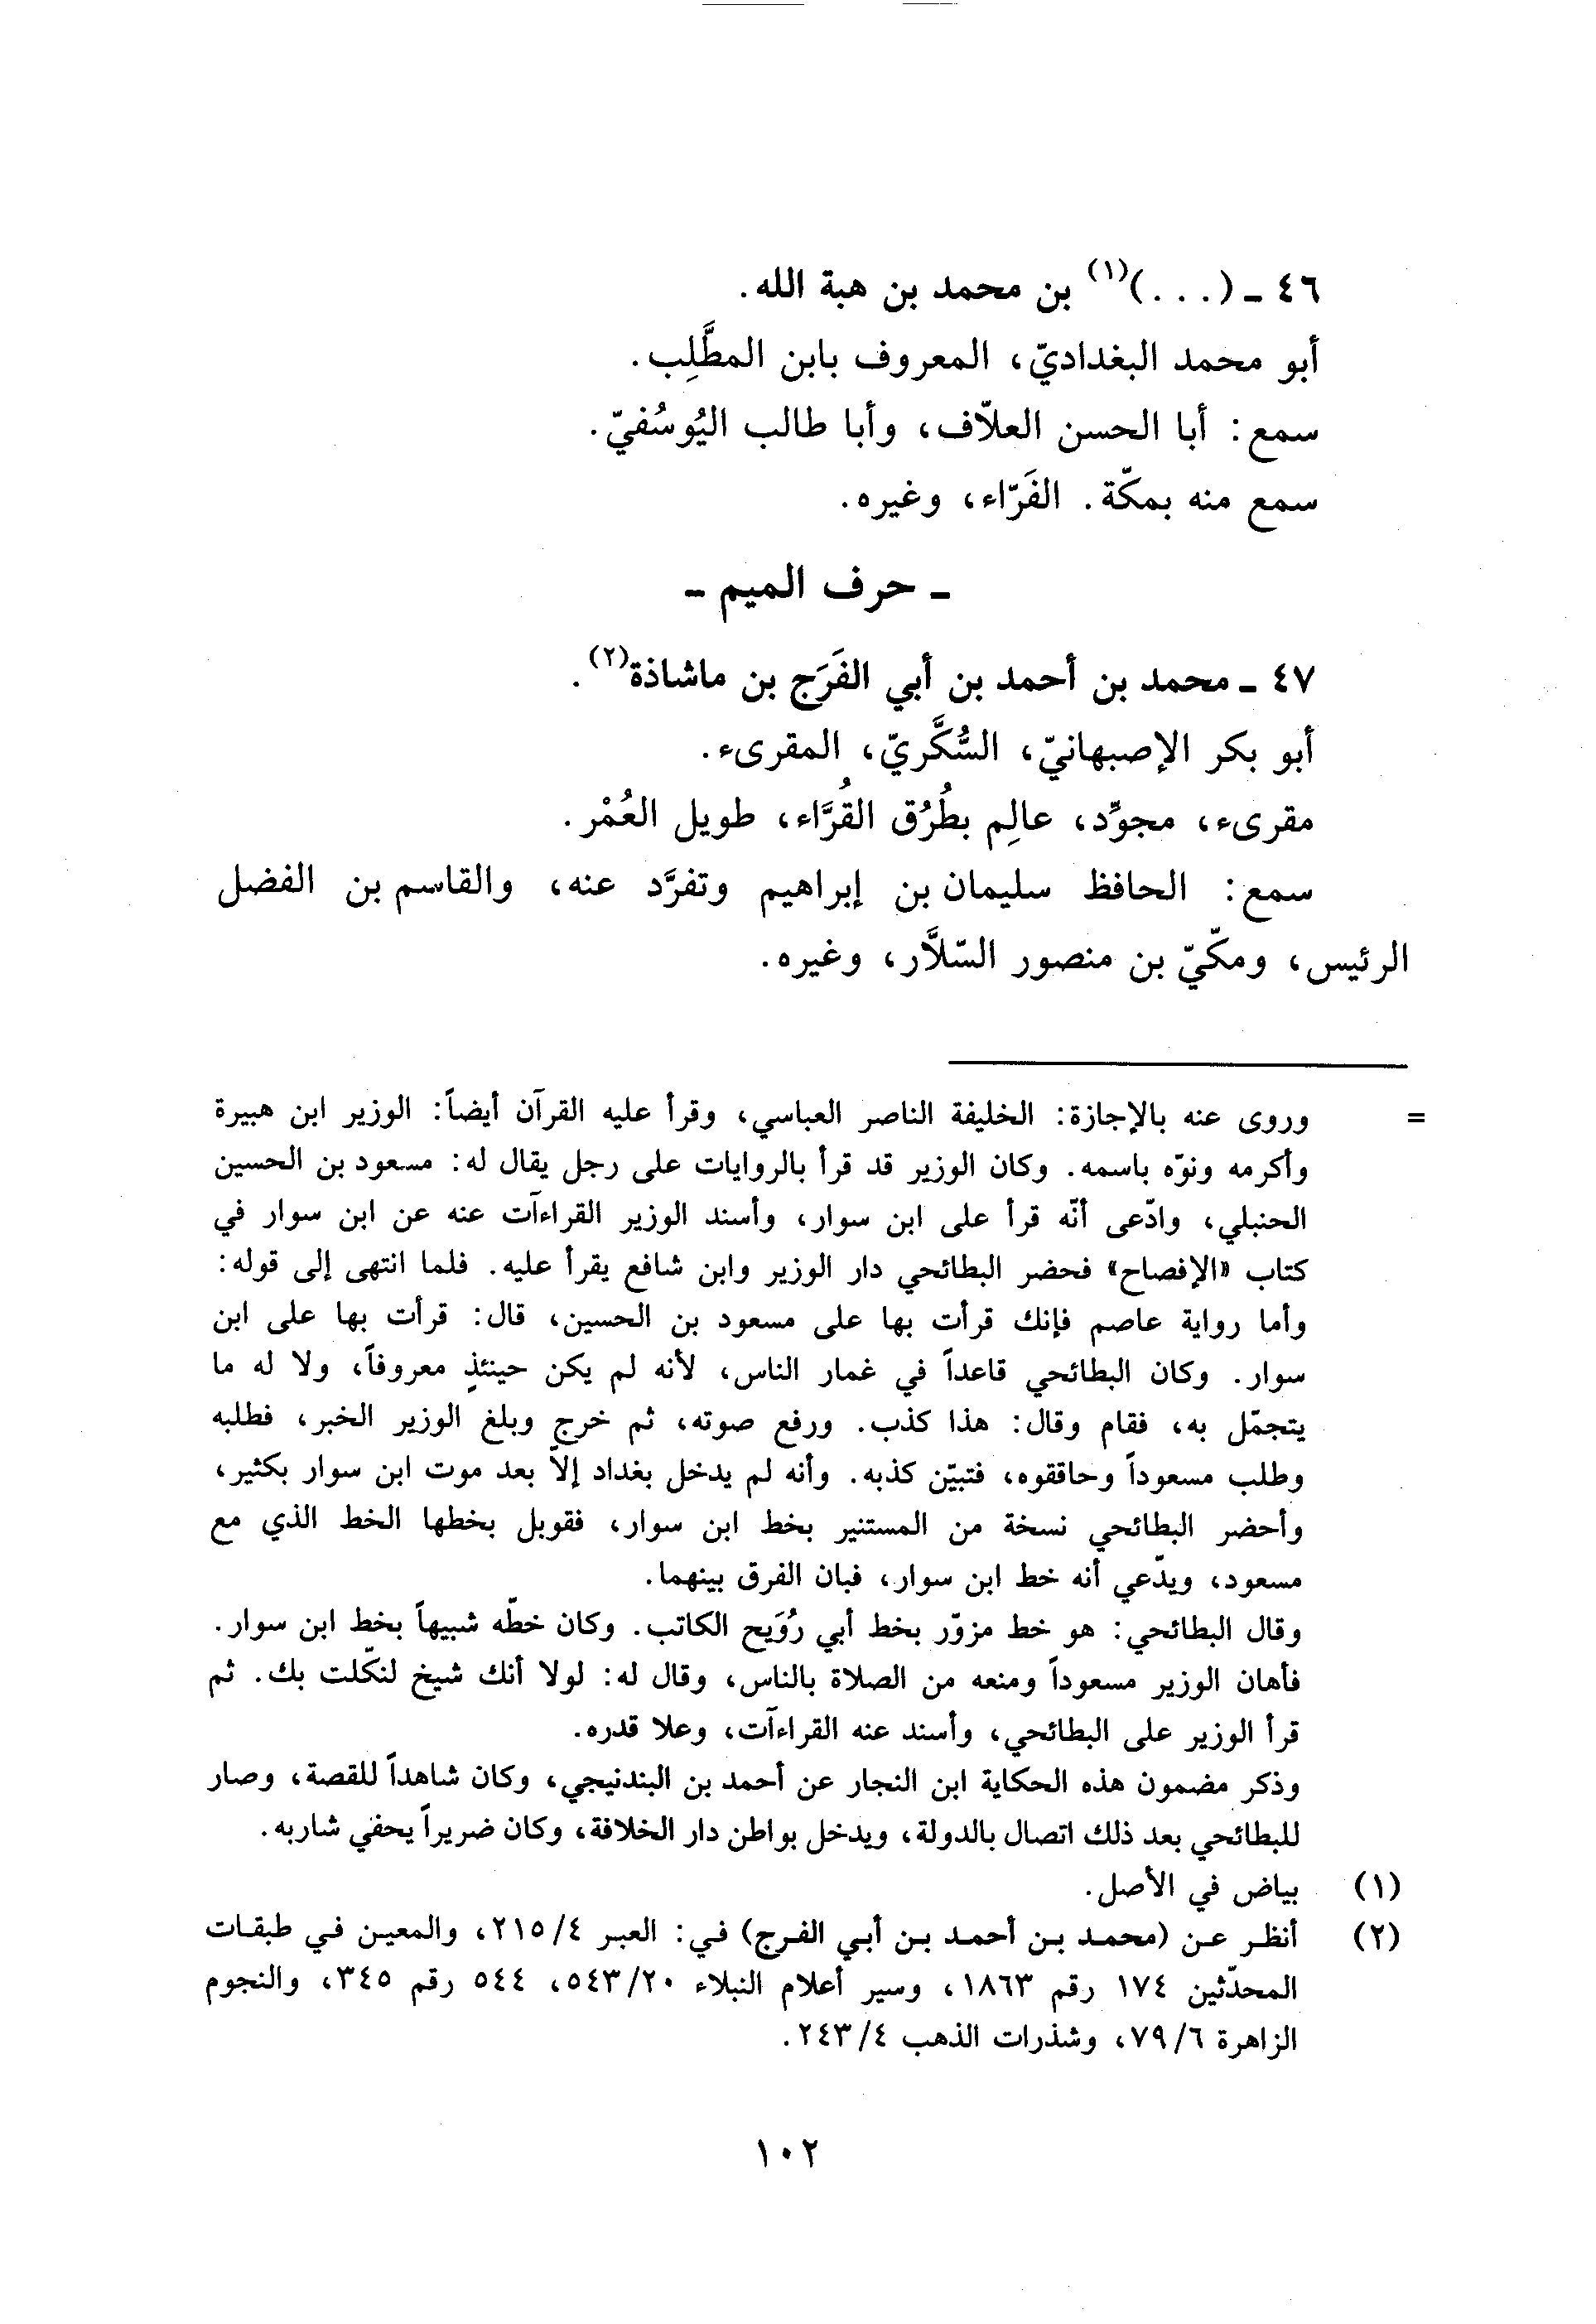 ٤٦ ـ (. . .)(١) بن محمد بن هبة الله.
أبو محمد البغداديّ، المعروف بابن المطَّلِب.
سمع: أبا الحسن العلاّف، وأبا طالب اليُوسُفيّ.
سمع منه بمكّة. الفَرّاء، وغيره.
ـ حرف الميم ـ
٤٧ ـ محمد بن أحمد بن أبي الفَرَج بن ماشاذة(٢).
أبو بكر الإصبهانيّ، السُّكَّريّ، المقرىء.
مقرىء، مجوِّد، عالِم بطُرُق القُرَّاء، طويل العُمْر.
سمع: الحافظ سليمان بن إبراهيم وتفرَّد عنه، والقاسم بن الفضل
الرئيس، ومكّيّ بن منصور السّلاَّر، وغيره.
= وروى عنه بالإجازة: الخليفة الناصر العباسي، وقرأ عليه القرآن أيضاً: الوزير ابن هبيرة
وأكرمه ونوّه باسمه. وكان الوزير قد قرأ بالروايات على رجل يقال له: مسعود بن الحسين
الحنبلي، وادّعى أنّه قرأ على ابن سوار، وأسند الوزير القراءآت عنه عن ابن سوار في
كتاب «الإفصاح» فحضر البطائحي دار الوزير وابن شافع يقرأ عليه. فلما انتهى إلى قوله:
وأما رواية عاصم فإنك قرأت بها على مسعود بن الحسين، قال: قرأت بها على ابن
سوار. وكان البطائحي قاعداً في غمار الناس، لأنه لم يكن حينئذٍ معروفاً، ولا له ما
يتجمّل به، فقام وقال: هذا كذب. ورفع صوته، ثم خرج وبلغ الوزير الخبر، فطلبه
وطلب مسعوداً وحاققوه، فتبيّن كذبه. وأنه لم يدخل بغداد إلاّ بعد موت ابن سوار بكثير،
وأحضر البطائحي نسخة من المستنير بخط ابن سوار، فقوبل بخطها الخط الذي مع
مسعود، ويدّعي أنه خط ابن سوار، فبان الفرق بينهما.
وقال البطائحي: هو خط مزوّر بخط أبي رُوَيح الكاتب. وكان خطّه شبيهاً بخط ابن سوار.
فأهان الوزير مسعوداً ومنعه من الصلاة بالناس، وقال له: لولا أنك شيخ لنكّلت بك. ثم
قرأ الوزير على البطائحي، وأسند عنه القراءآت، وعلا قدره.
وذكر مضمون هذه الحكاية ابن النجار عن أحمد بن البندنيجي، وكان شاهداً للقصة، وصار
للبطائحي بعد ذلك اتصال بالدولة، ويدخل بواطن دار الخلافة، وكان ضريراً يحفي شاربه.
(١) بياض في الأصل.
(٢) أنظر عن (محمد بن أحمد بن أبي الفرج) في: العبر ٤/ ٢١٥، والمعين في طبقات
المحدّثين ١٧٤ رقم ١٨٦٣، وسير أعلام النبلاء ٢٠/ ٥٤٣، ٥٤٤ رقم ٣٤٥، والنجوم
الزاهرة ٦/ ٧٩، وشذرات الذهب ٤/ ٢٤٣.
١٠٢